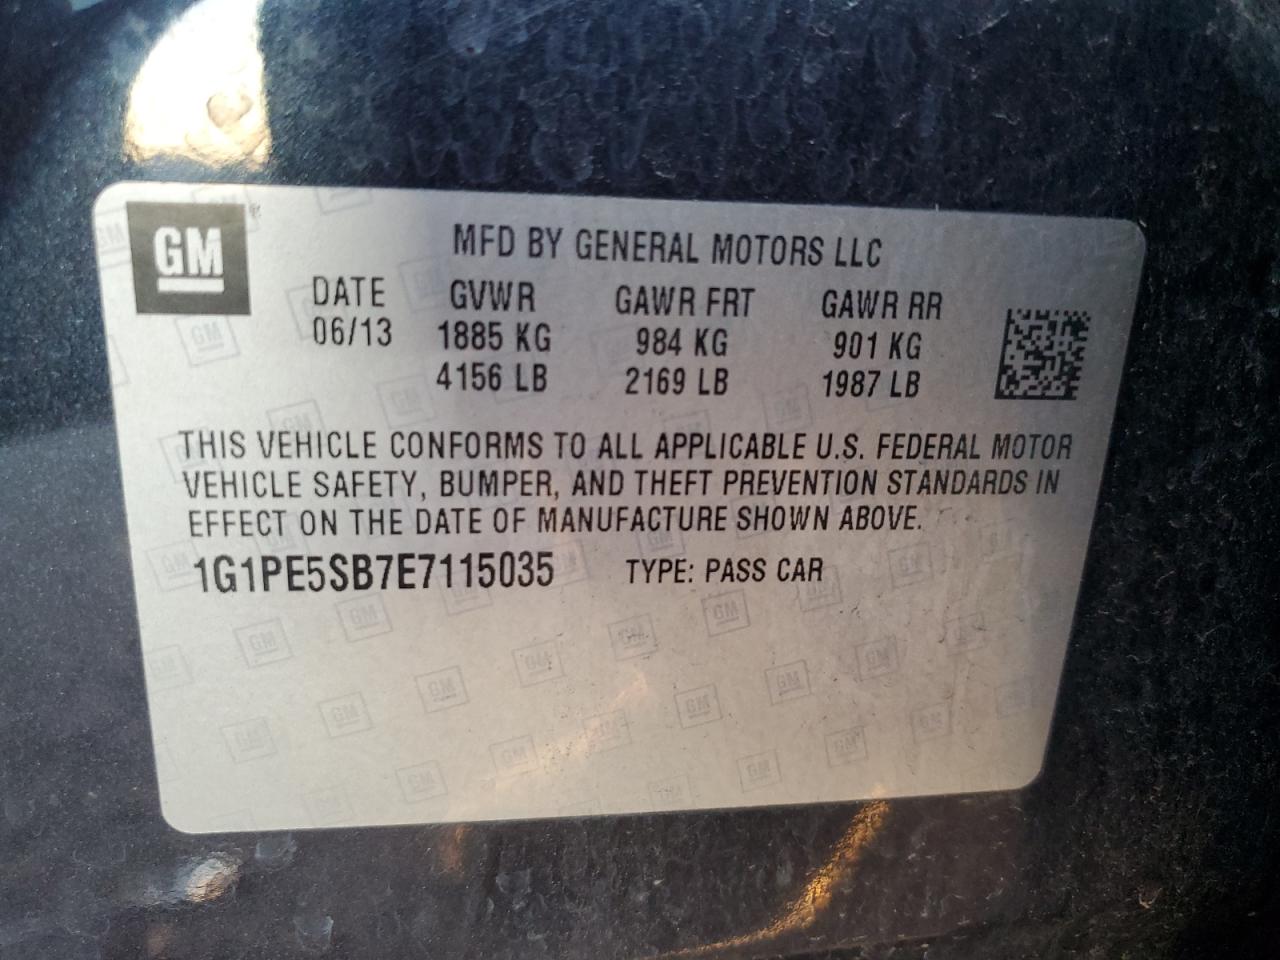 GM ®
MFD BY GENERAL MOTORS LLC
DATE GVWR GAWR FRT GAWR RR
06/13 1885 KG 984 KG 901 KG
4156 LB 2169 LB 1987 LB
THIS VEHICLE CONFORMS TO ALL APPLICABLE U.S. FEDERAL MOTOR
VEHICLE SAFETY, BUMPER, AND THEFT PREVENTION STANDARDS IN
EFFECT ON THE DATE OF MANUFACTURE SHOWN ABOVE.
1G1PE5SB7E7115035 TYPE: PASS CAR